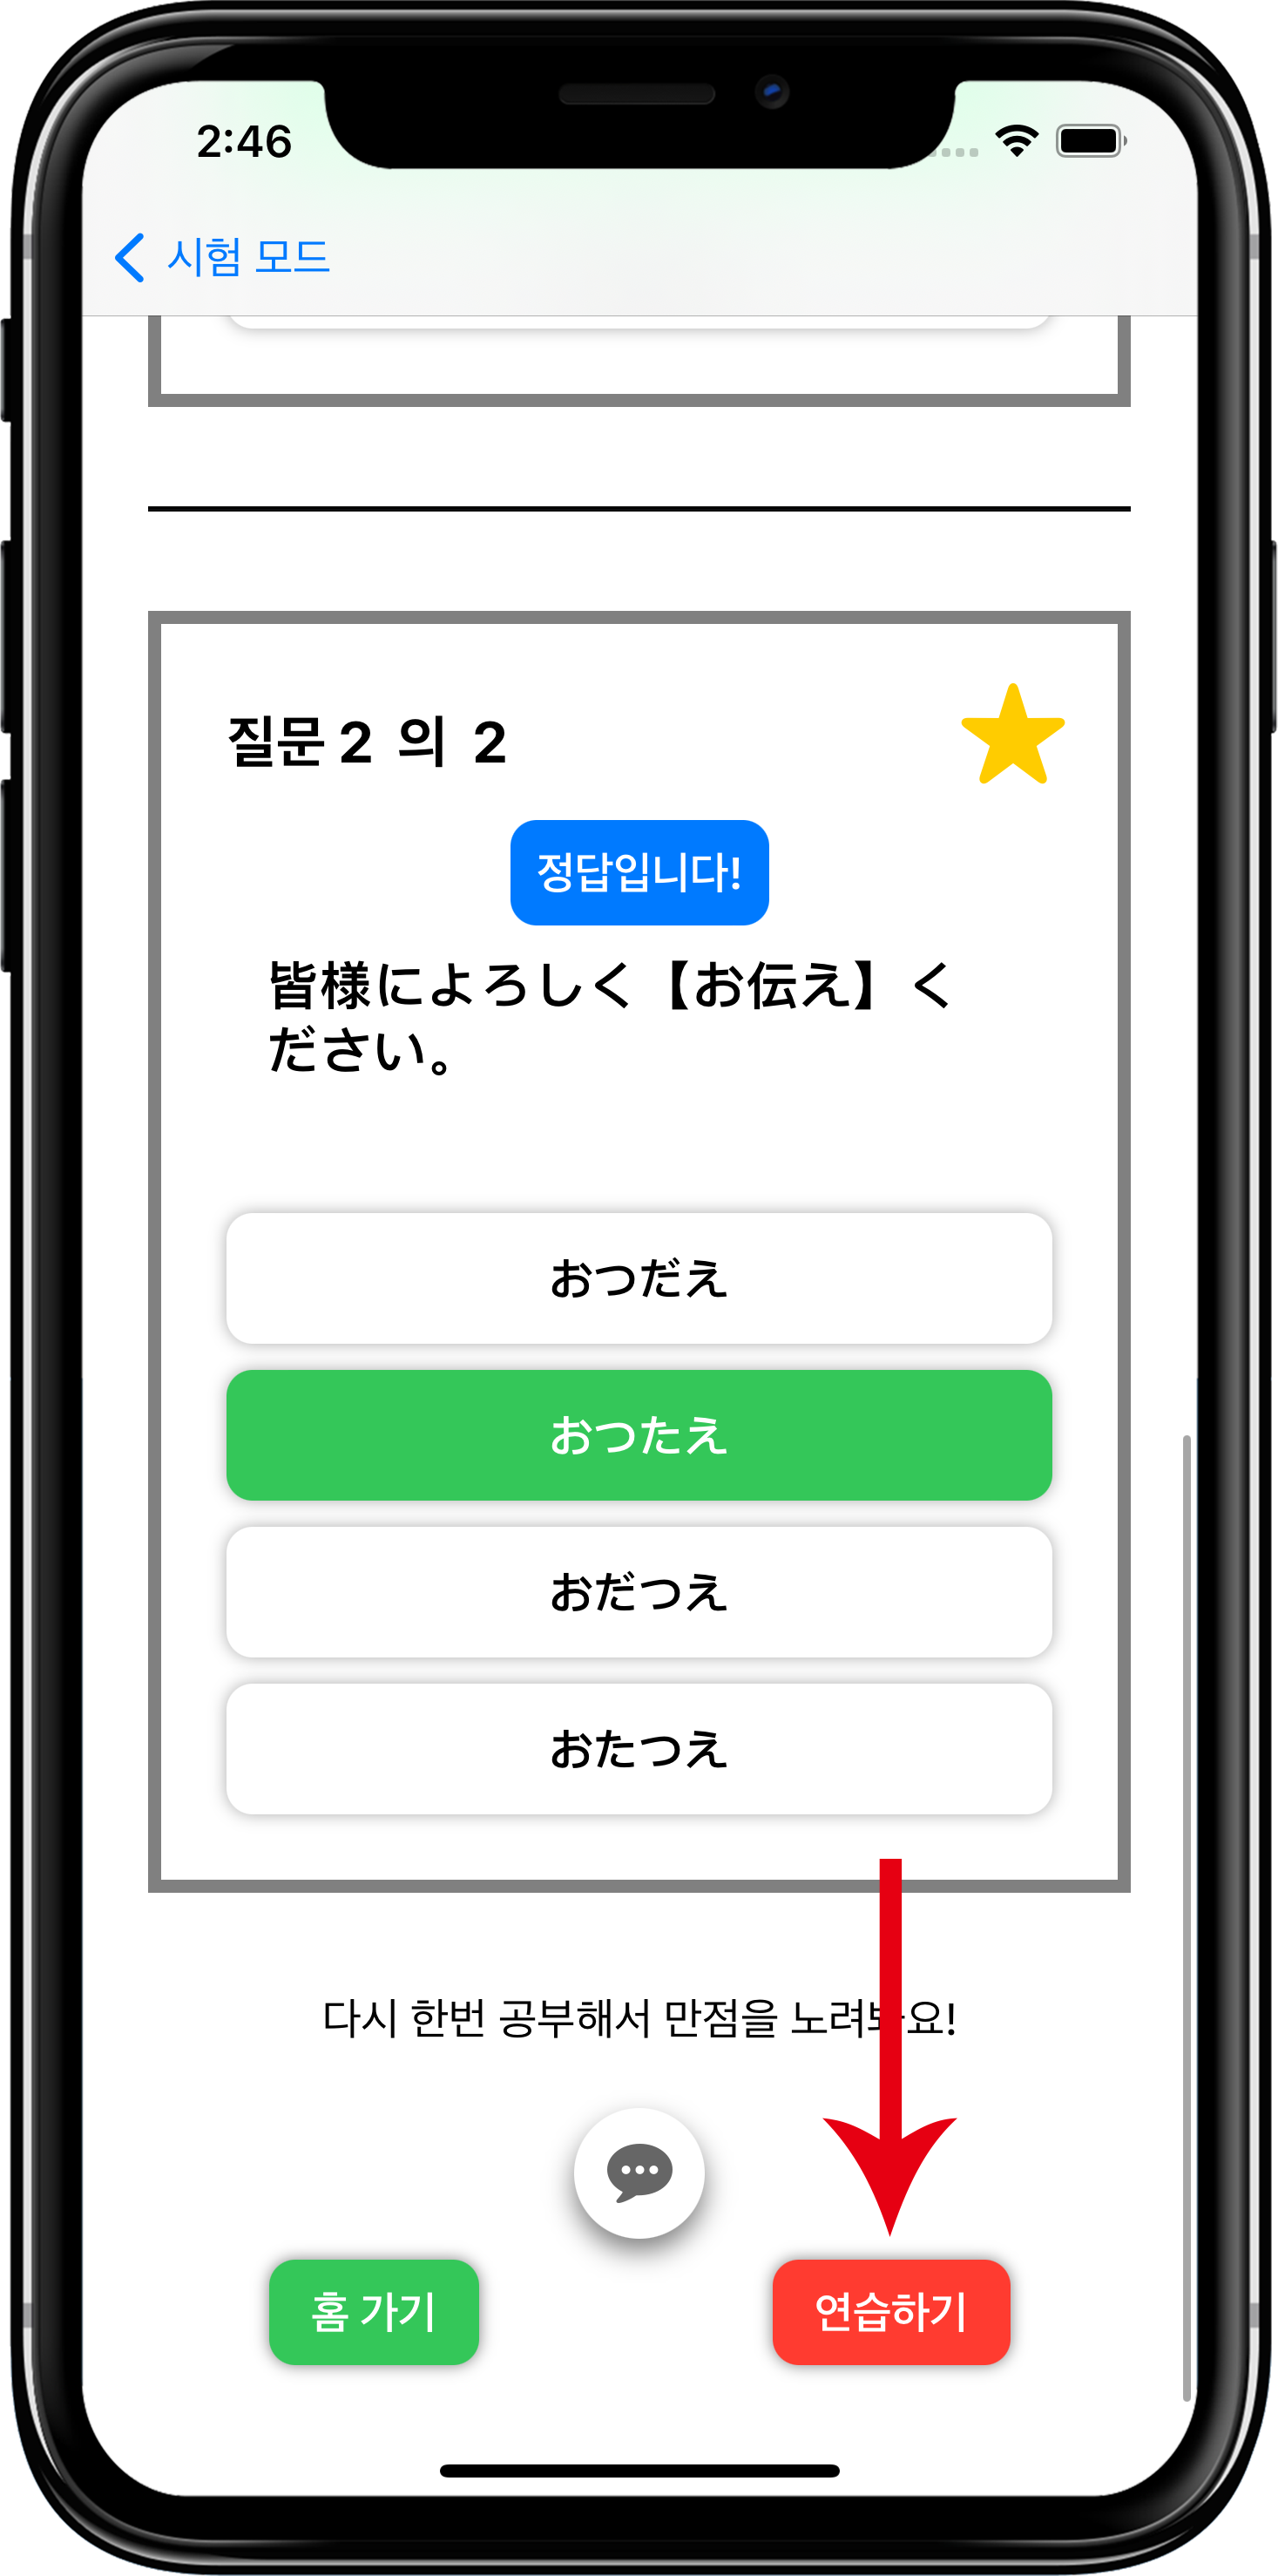 2:46
시험 모드
질문 2 의 2
정답입니다!
皆様によろしく【お伝え】く
ださい。
おつだえ
おつたえ
おだつえ
おたつえ
다시 한번 공부해서 만점을 노려봐요!
홈 가기
연습하기